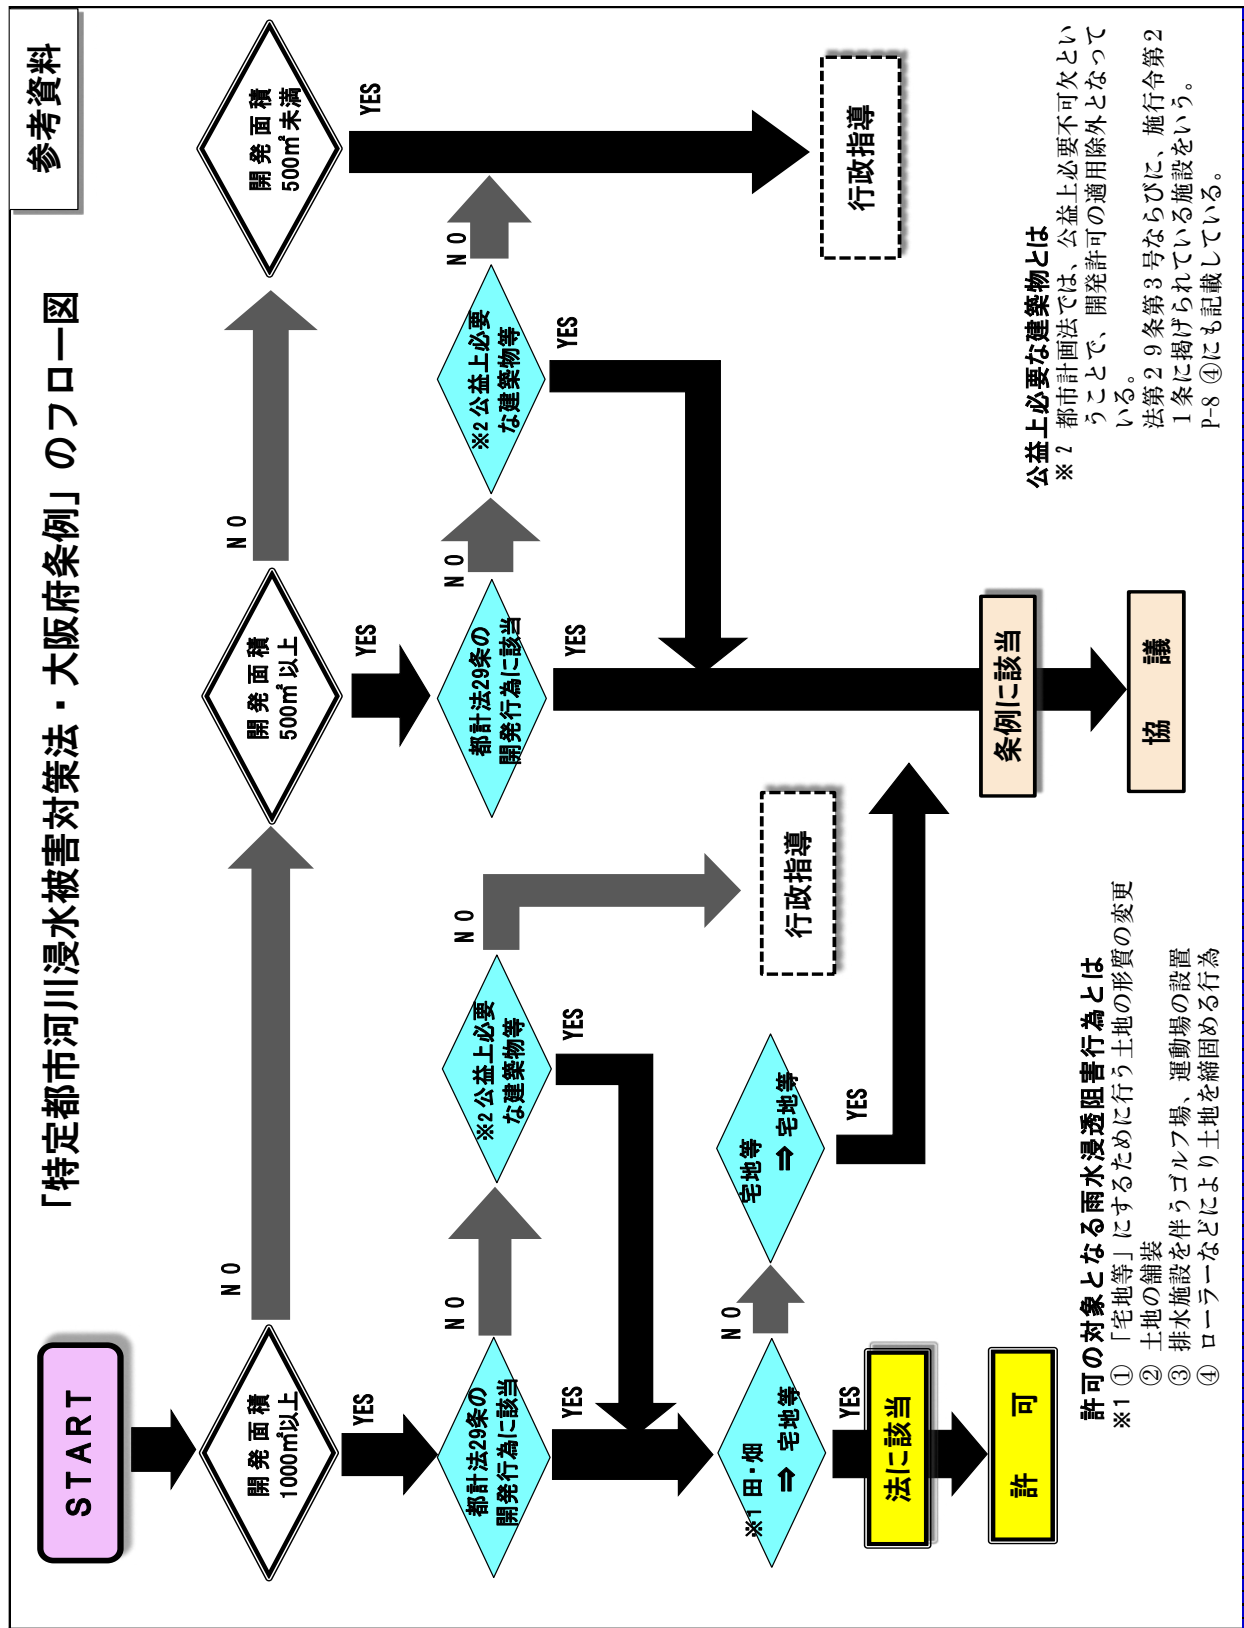 参考資料
「特定都市河川浸水被害対策法・大阪府条例」のフロー図
START
開発面積
1000㎡以上
NO
開発面積
500㎡以上
NO
開発面積
500㎡未満
YES
YES
YES
都計法29条の
開発行為に該当
NO
※2 公益上必要
な建築物等
NO
都計法29条の
開発行為に該当
NO
※2 公益上必要
な建築物等
NO
YES
YES
YES
YES
※1 田・畑
⇒ 宅地等
NO
宅地等
⇒ 宅地等
行政指導
行政指導
YES
YES
法に該当
条例に該当
許 可
協 議
許可の対象となる雨水浸透阻害行為とは
※1 ① 「宅地等」にするために行う土地の形質の変更
② 土地の舗装
③ 排水施設を伴うゴルフ場、運動場の設置
④ ローラーなどにより土地を締固める行為
公益上必要な建築物とは
※2 都市計画法では、公益上必要不可欠とい
うことで、開発許可の適用除外となって
いる。
法第29条第3号ならびに、施行令第2
1条に掲げられている施設をいう。
P-8 ④にも記載している。